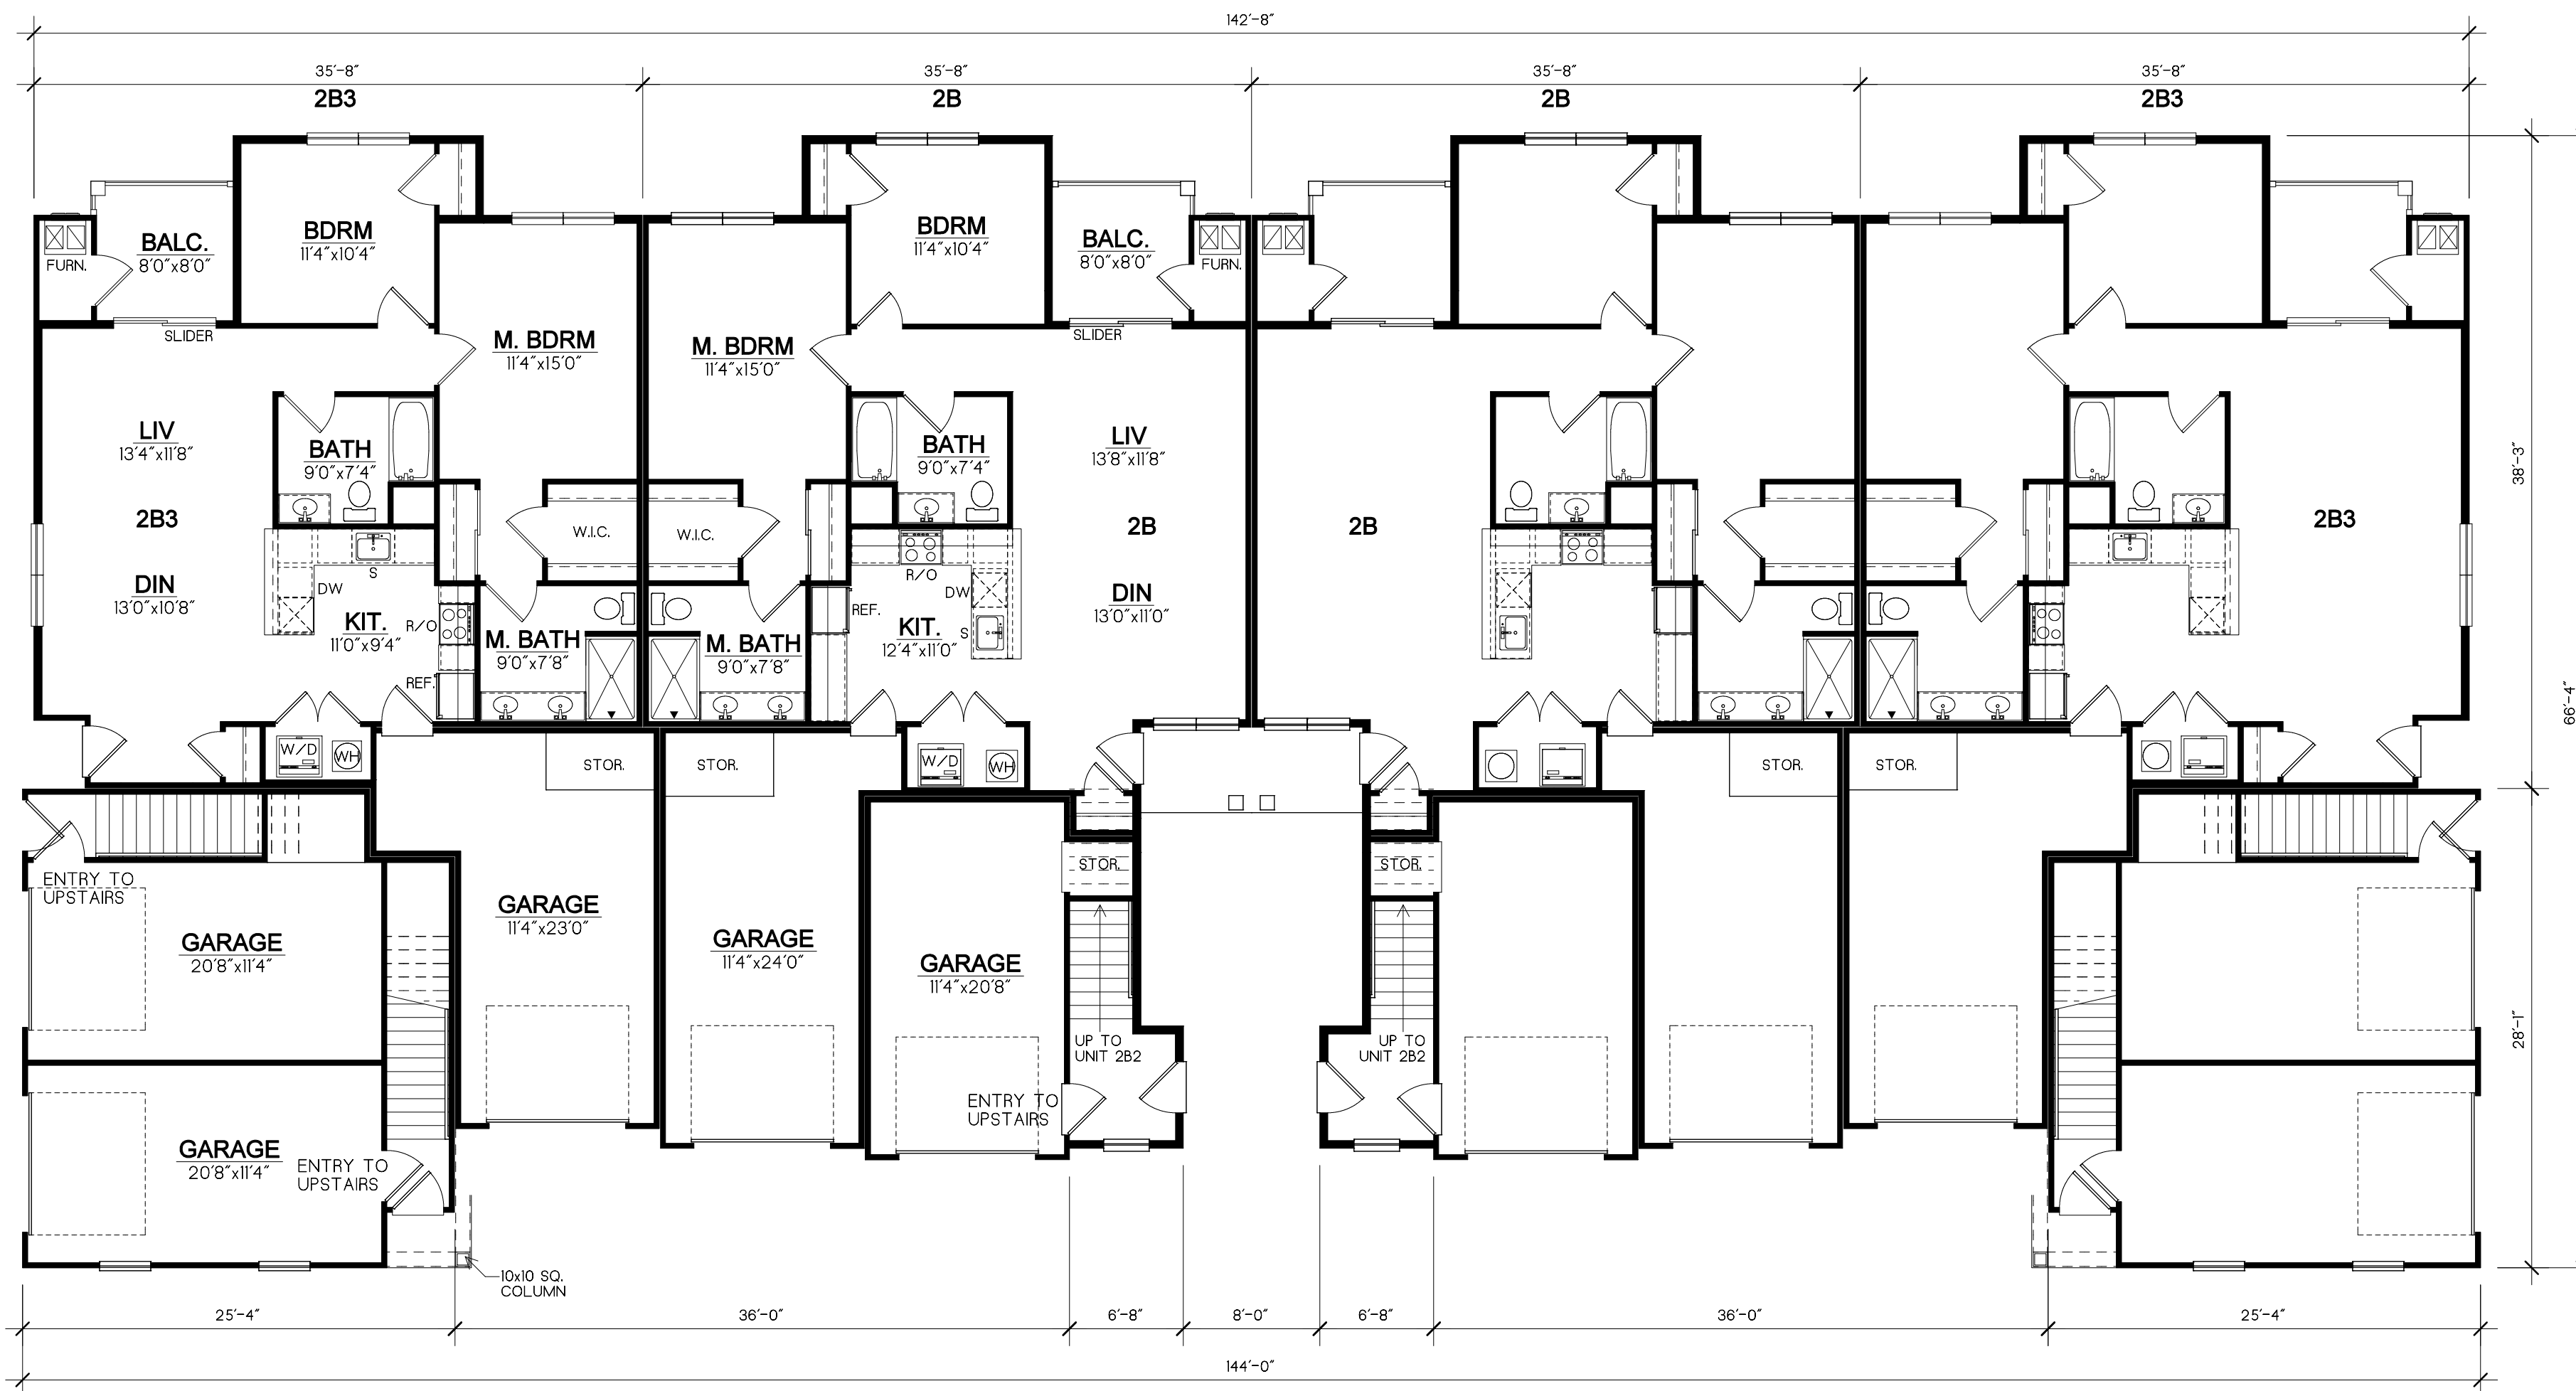 142'-8"
35'-8"
35'-8"
35'-8"
35'-8"
2B3
2B
2B
2B3
BALC.
8'0"x8'0"
FURN.
SLIDER
BDRM
11'4"x10'4"
M. BDRM
11'4"x15'0"
M. BDRM
11'4"x15'0"
BDRM
11'4"x10'4"
BALC.
8'0"x8'0"
FURN.
SLIDER
LIV
13'4"x11'8"
BATH
9'0"x7'4"
BATH
9'0"x7'4"
LIV
13'8"x11'8"
38'-3"
2B3
W.I.C.
W.I.C.
2B
2B
2B3
DIN
13'0"x10'8"
S
DW
KIT.
11'0"x9'4"
R/O
REF.
M. BATH
9'0"x7'8"
M. BATH
9'0"x7'8"
REF.
R/O
DW
KIT.
12'4"x11'0"
S
DIN
13'0"x11'0"
66'-4"
W/D
WH
STOR.
STOR.
W/D
WH
STOR.
STOR.
ENTRY TO
UPSTAIRS
STOR.
STOR.
GARAGE
20'8"x11'4"
GARAGE
11'4"x23'0"
GARAGE
11'4"x24'0"
GARAGE
11'4"x20'8"
28'-1"
UP TO
UNIT 2B2
UP TO
UNIT 2B2
ENTRY TO
UPSTAIRS
GARAGE
20'8"x11'4"
ENTRY TO
UPSTAIRS
10x10 SQ.
COLUMN
25'-4"
36'-0"
6'-8"
8'-0"
6'-8"
36'-0"
25'-4"
144'-0"